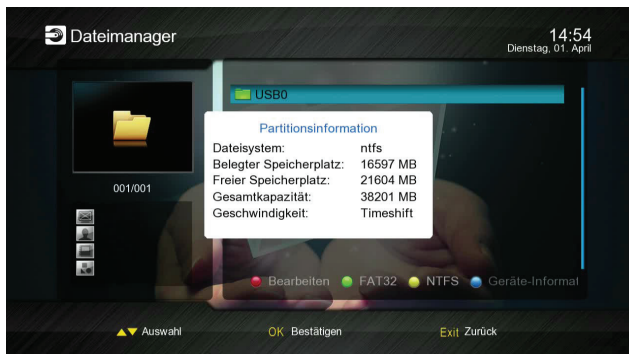 Dateimanager
14:54
Dienstag, 01. April
USB0
Partitionsinformation
Dateisystem: ntfs
Belegter Speicherplatz: 16597 MB
Freier Speicherplatz: 21604 MB
Gesamtkapazität: 38201 MB
Geschwindigkeit: Timeshift
001/001
Bearbeiten FAT32 NTFS Geräte-Informat
Auswahl OK Bestätigen Exit Zurück